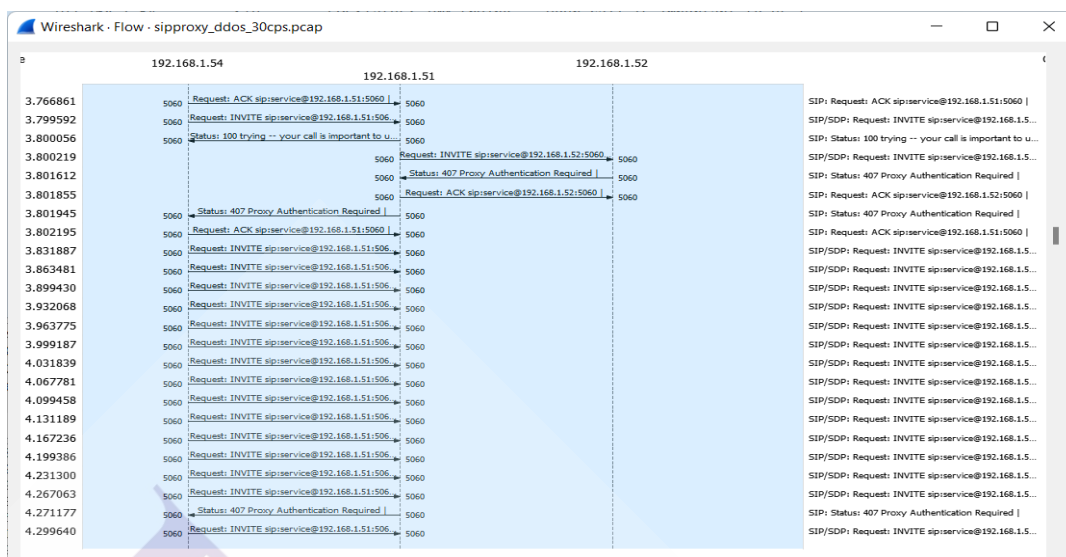 Wireshark · Flow · sipproxy_ddos_30cps.pcap
192.168.1.54 192.168.1.51 192.168.1.52
3.766861 5060 Request: ACK sip:service@192.168.1.51:5060 | 5060 SIP: Request: ACK sip:service@192.168.1.51:5060 |
3.799592 5060 Request: INVITE sip:service@192.168.1.51:506... 5060 SIP/SDP: Request: INVITE sip:service@192.168.1.5...
3.800056 5060 Status: 100 trying -- your call is important to u... 5060 SIP: Status: 100 trying -- your call is important to u...
3.800219 5060 Request: INVITE sip:service@192.168.1.52:5060... 5060 SIP/SDP: Request: INVITE sip:service@192.168.1.5...
3.801612 5060 Status: 407 Proxy Authentication Required | 5060 SIP: Status: 407 Proxy Authentication Required |
3.801855 5060 Request: ACK sip:service@192.168.1.52:5060 | 5060 SIP: Request: ACK sip:service@192.168.1.52:5060 |
3.801945 5060 Status: 407 Proxy Authentication Required | 5060 SIP: Status: 407 Proxy Authentication Required |
3.802195 5060 Request: ACK sip:service@192.168.1.51:5060 | 5060 SIP: Request: ACK sip:service@192.168.1.51:5060 |
3.831887 5060 Request: INVITE sip:service@192.168.1.51:506... 5060 SIP/SDP: Request: INVITE sip:service@192.168.1.5...
3.863481 5060 Request: INVITE sip:service@192.168.1.51:506... 5060 SIP/SDP: Request: INVITE sip:service@192.168.1.5...
3.899430 5060 Request: INVITE sip:service@192.168.1.51:506... 5060 SIP/SDP: Request: INVITE sip:service@192.168.1.5...
3.932068 5060 Request: INVITE sip:service@192.168.1.51:506... 5060 SIP/SDP: Request: INVITE sip:service@192.168.1.5...
3.963775 5060 Request: INVITE sip:service@192.168.1.51:506... 5060 SIP/SDP: Request: INVITE sip:service@192.168.1.5...
3.999187 5060 Request: INVITE sip:service@192.168.1.51:506... 5060 SIP/SDP: Request: INVITE sip:service@192.168.1.5...
4.031839 5060 Request: INVITE sip:service@192.168.1.51:506... 5060 SIP/SDP: Request: INVITE sip:service@192.168.1.5...
4.067781 5060 Request: INVITE sip:service@192.168.1.51:506... 5060 SIP/SDP: Request: INVITE sip:service@192.168.1.5...
4.099458 5060 Request: INVITE sip:service@192.168.1.51:506... 5060 SIP/SDP: Request: INVITE sip:service@192.168.1.5...
4.131189 5060 Request: INVITE sip:service@192.168.1.51:506... 5060 SIP/SDP: Request: INVITE sip:service@192.168.1.5...
4.167236 5060 Request: INVITE sip:service@192.168.1.51:506... 5060 SIP/SDP: Request: INVITE sip:service@192.168.1.5...
4.199386 5060 Request: INVITE sip:service@192.168.1.51:506... 5060 SIP/SDP: Request: INVITE sip:service@192.168.1.5...
4.231300 5060 Request: INVITE sip:service@192.168.1.51:506... 5060 SIP/SDP: Request: INVITE sip:service@192.168.1.5...
4.267063 5060 Request: INVITE sip:service@192.168.1.51:506... 5060 SIP/SDP: Request: INVITE sip:service@192.168.1.5...
4.271177 5060 Status: 407 Proxy Authentication Required | 5060 SIP: Status: 407 Proxy Authentication Required |
4.299640 5060 Request: INVITE sip:service@192.168.1.51:506... 5060 SIP/SDP: Request: INVITE sip:service@192.168.1.5...